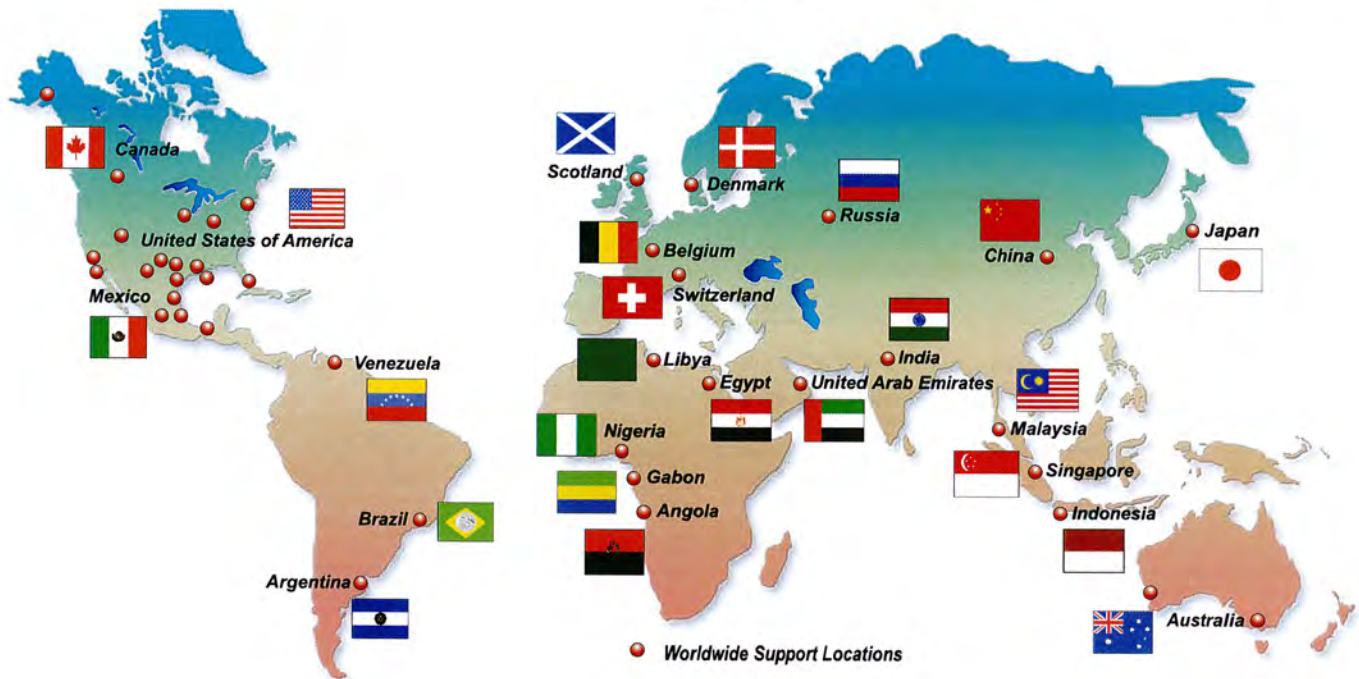 Canada
United States of America
Mexico
Venezuela
Brazil
Argentina
Scotland
Denmark
Russia
Belgium
Switzerland
China
Japan
Libya
Egypt
United Arab Emirates
India
Nigeria
Malaysia
Gabon
Singapore
Angola
Indonesia
Australia
Worldwide Support Locations